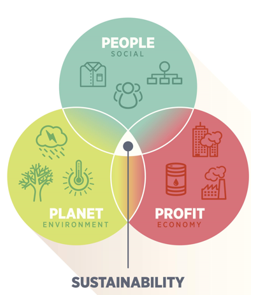 PEOPLE
SOCIAL
PLANET
ENVIRONMENT
PROFIT
ECONOMY
SUSTAINABILITY